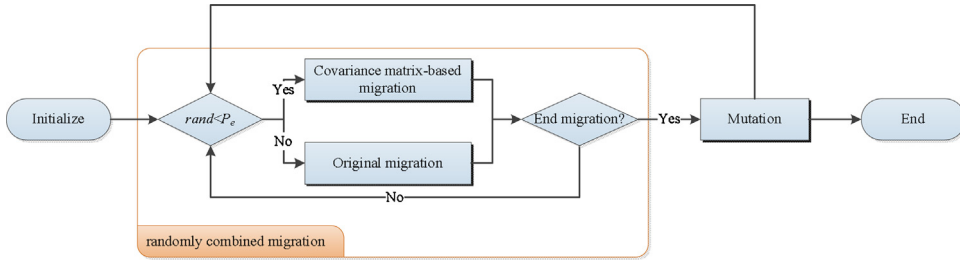 Initialize
rand<Pe
Yes
No
Covariance matrix-based
migration
Original migration
End migration?
Yes
No
Mutation
End
randomly combined migration